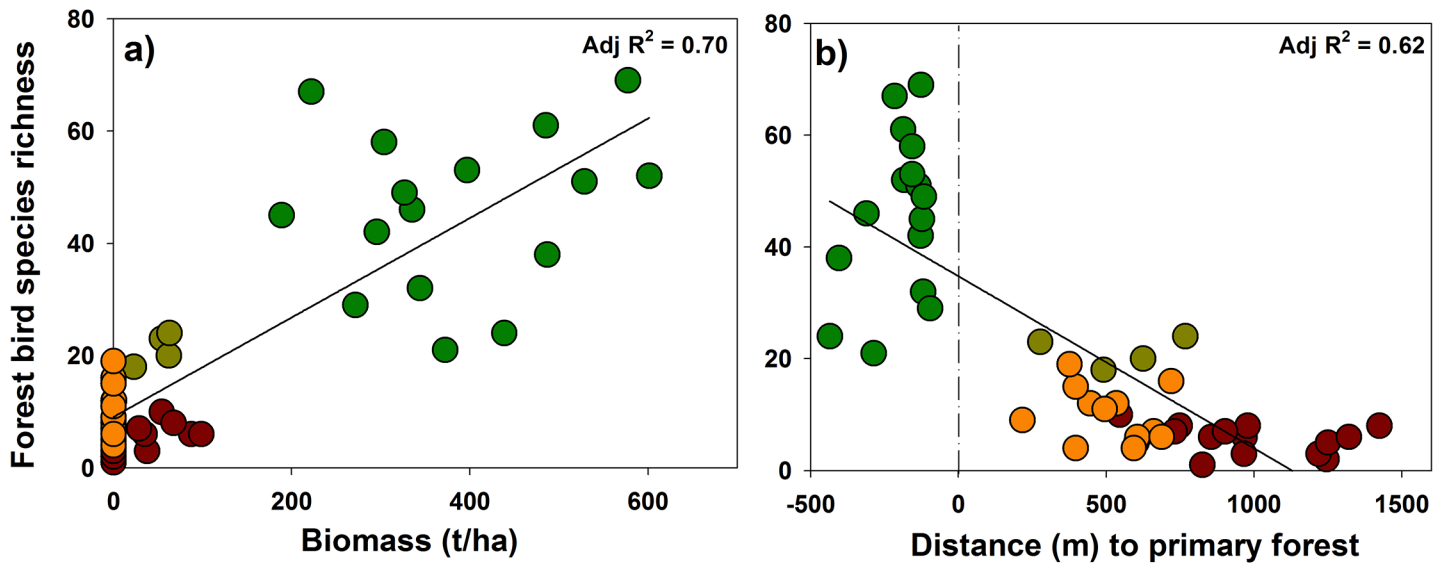 Forest bird species richness
80
60
40
20
0
a)
Adj R² = 0.70
0
200
400
600
Biomass (t/ha)
80
60
40
20
0
b)
Adj R² = 0.62
-500
0
500
1000
1500
Distance (m) to primary forest